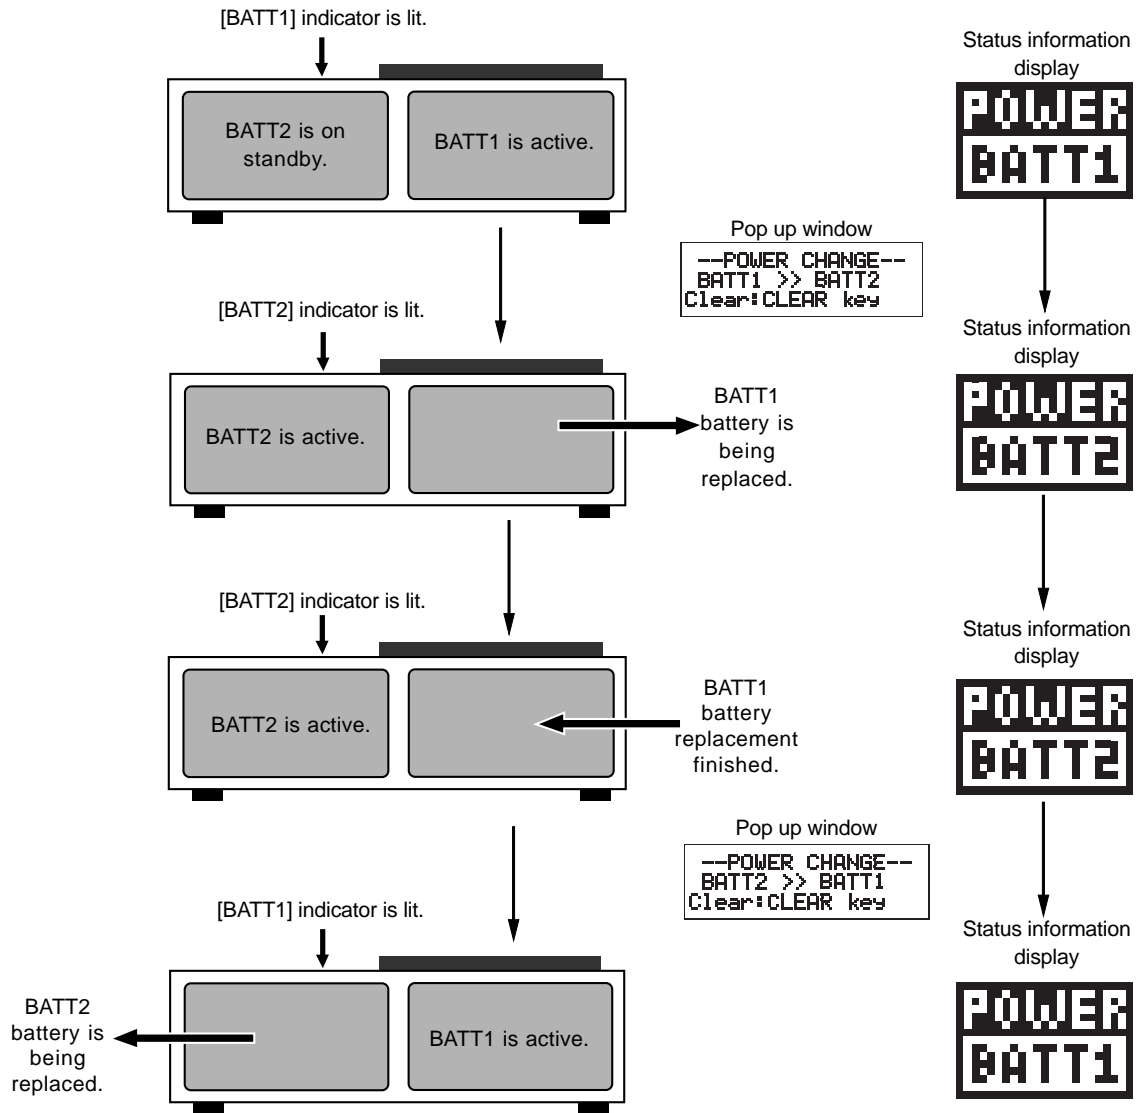 [BATT1] indicator is lit.
Status information
display
BATT2 is on
standby.
BATT1 is active.
POWER
BATT1
Pop up window
--POWER CHANGE--
BATT1 >> BATT2
Clear:CLEAR key
[BATT2] indicator is lit.
Status information
display
BATT2 is active.
BATT1
battery is
being
replaced.
POWER
BATT2
[BATT2] indicator is lit.
Status information
display
BATT2 is active.
BATT1
battery
replacement
finished.
POWER
BATT2
Pop up window
--POWER CHANGE--
BATT2 >> BATT1
Clear:CLEAR key
[BATT1] indicator is lit.
Status information
display
BATT2
battery is
being
replaced.
BATT1 is active.
POWER
BATT1